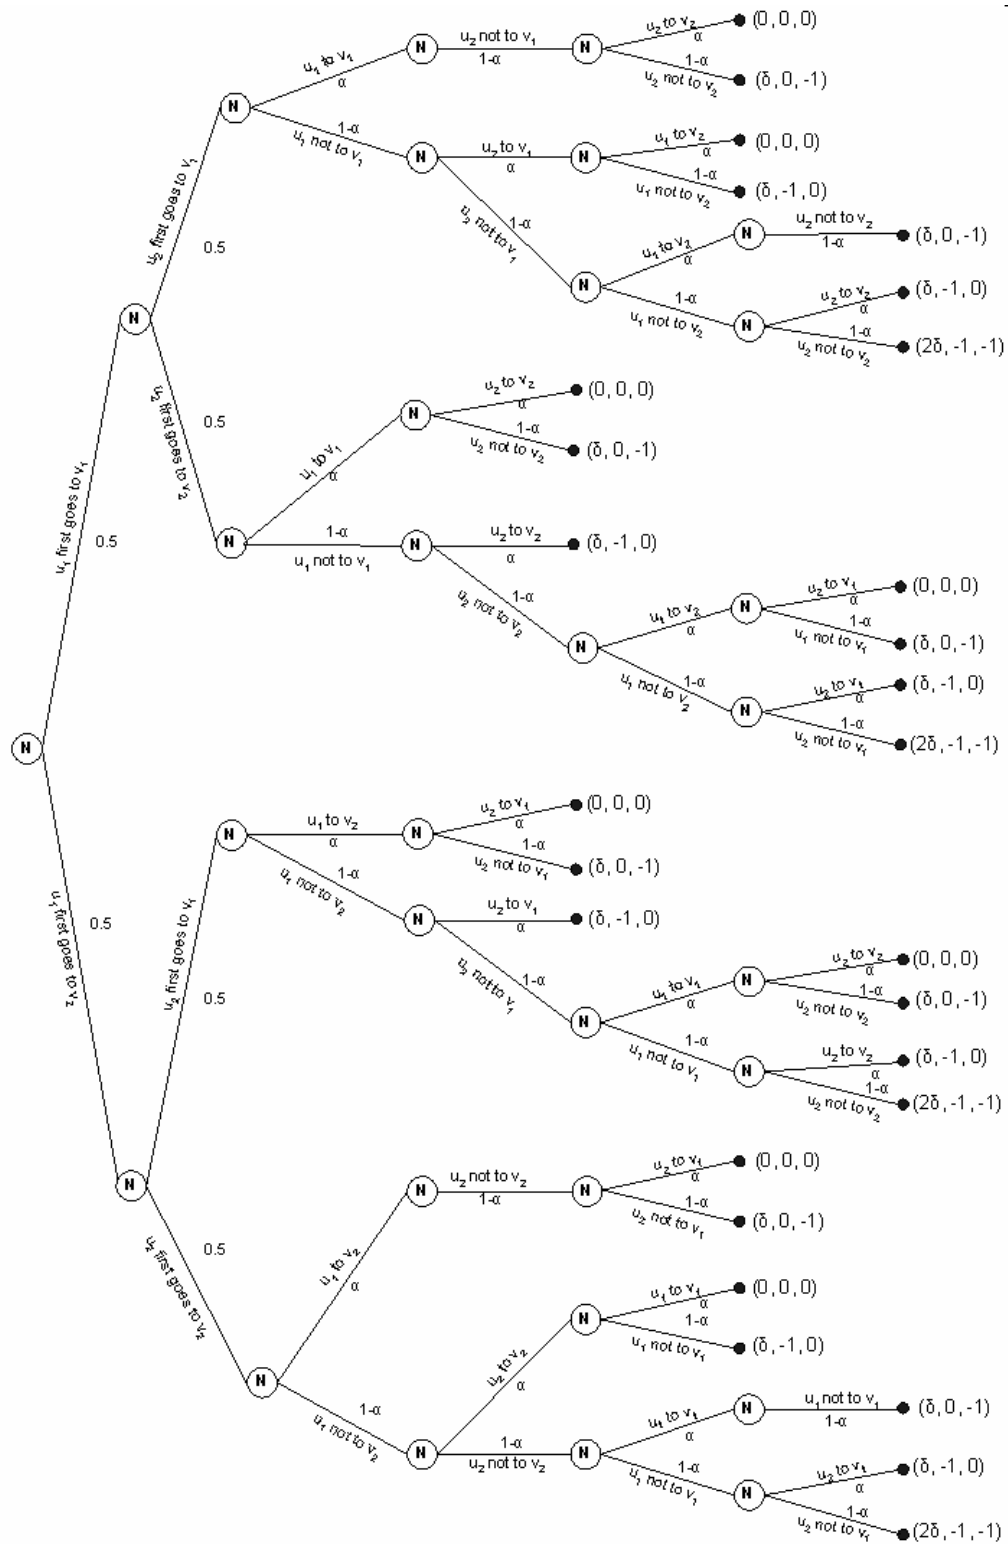 u₂ not to v₁
1-α
u₂ to v₂
α
(0, 0, 0)
1-α
u₂ not to v₂
(δ, 0, -1)
N
N
u₁ to v₁
α
N
1-α
u₁ not to v₁
N
u₂ to v₁
α
N
u₁ to v₂
α
(0, 0, 0)
1-α
u₁ not to v₂
(δ, -1, 0)
u₂ first goes to v₁
0.5
1-α
u₂ not to v₁
N
u₁ to v₂
α
N
u₂ not to v₂
1-α
(δ, 0, -1)
1-α
u₁ not to v₂
N
u₂ to v₂
α
(δ, -1, 0)
1-α
u₂ not to v₂
(2δ, -1, -1)
N
u₂ first goes to v₂
0.5
u₁ to v₁
α
N
u₂ to v₂
α
(0, 0, 0)
1-α
u₂ not to v₂
(δ, 0, -1)
u₁ first goes to v₁
0.5
N
1-α
u₁ not to v₁
N
u₂ to v₂
α
(δ, -1, 0)
1-α
u₂ not to v₂
N
u₁ to v₂
α
N
u₂ to v₁
α
(0, 0, 0)
1-α
u₁ not to v₁
(δ, 0, -1)
1-α
u₁ not to v₂
N
u₂ to v₁
α
(δ, -1, 0)
1-α
u₂ not to v₁
(2δ, -1, -1)
N
u₁ first goes to v₂
0.5
u₂ first goes to v₁
0.5
N
u₁ to v₂
α
N
u₂ to v₁
α
(0, 0, 0)
1-α
u₂ not to v₁
(δ, 0, -1)
1-α
u₁ not to v₂
N
u₂ to v₁
α
(δ, -1, 0)
1-α
u₂ not to v₁
N
u₁ to v₁
α
N
u₂ to v₂
α
(0, 0, 0)
1-α
u₂ not to v₂
(δ, 0, -1)
1-α
u₁ not to v₁
N
u₂ to v₂
α
(δ, -1, 0)
1-α
u₂ not to v₂
(2δ, -1, -1)
N
u₂ first goes to v₂
0.5
u₁ to v₂
α
N
u₂ not to v₂
1-α
N
u₂ to v₁
α
(0, 0, 0)
1-α
u₂ not to v₁
(δ, 0, -1)
N
1-α
u₁ not to v₂
N
u₂ to v₂
α
N
u₁ to v₁
α
(0, 0, 0)
1-α
u₁ not to v₁
(δ, -1, 0)
1-α
u₂ not to v₂
N
u₁ to v₁
α
N
u₁ not to v₁
1-α
(δ, 0, -1)
1-α
u₁ not to v₁
N
u₂ to v₁
α
(δ, -1, 0)
1-α
u₂ not to v₁
(2δ, -1, -1)